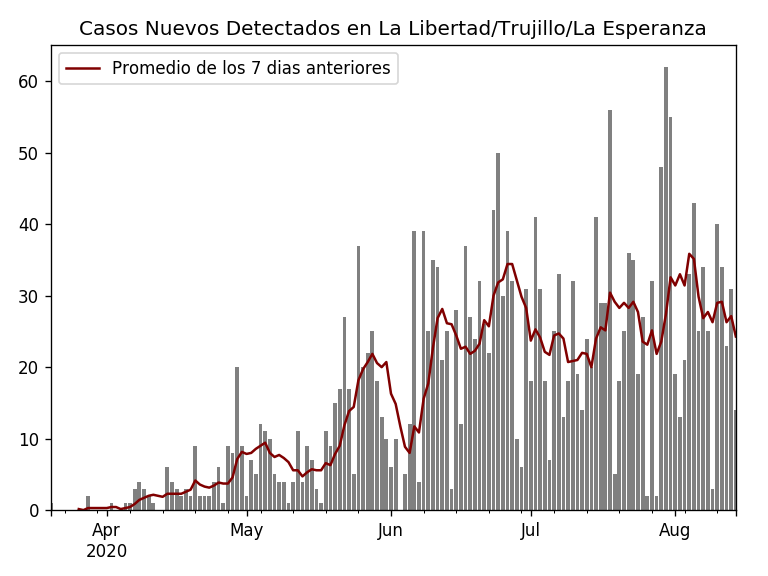 Casos Nuevos Detectados en La Libertad/Trujillo/La Esperanza
Promedio de los 7 dias anteriores
60
50
40
30
20
10
0
Apr May Jun Jul Aug
2020